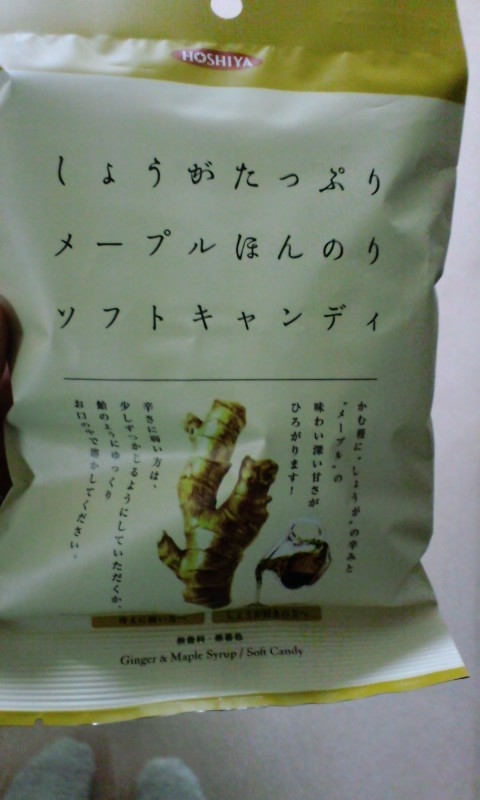 HOSHIYA
しょうがたっぷり
メープルほんのり
ソフトキャンディ
かむ程に"しょうが"の辛みと
"メープル"の
味わい深い甘さが
ひろがります!
辛さに弱い方は、
少しずつかじるようにしていただくか、
飴のようにゆっくり
お口の中で溶かしてください。
無香料・無着色
Ginger & Maple Syrup / Soft Candy